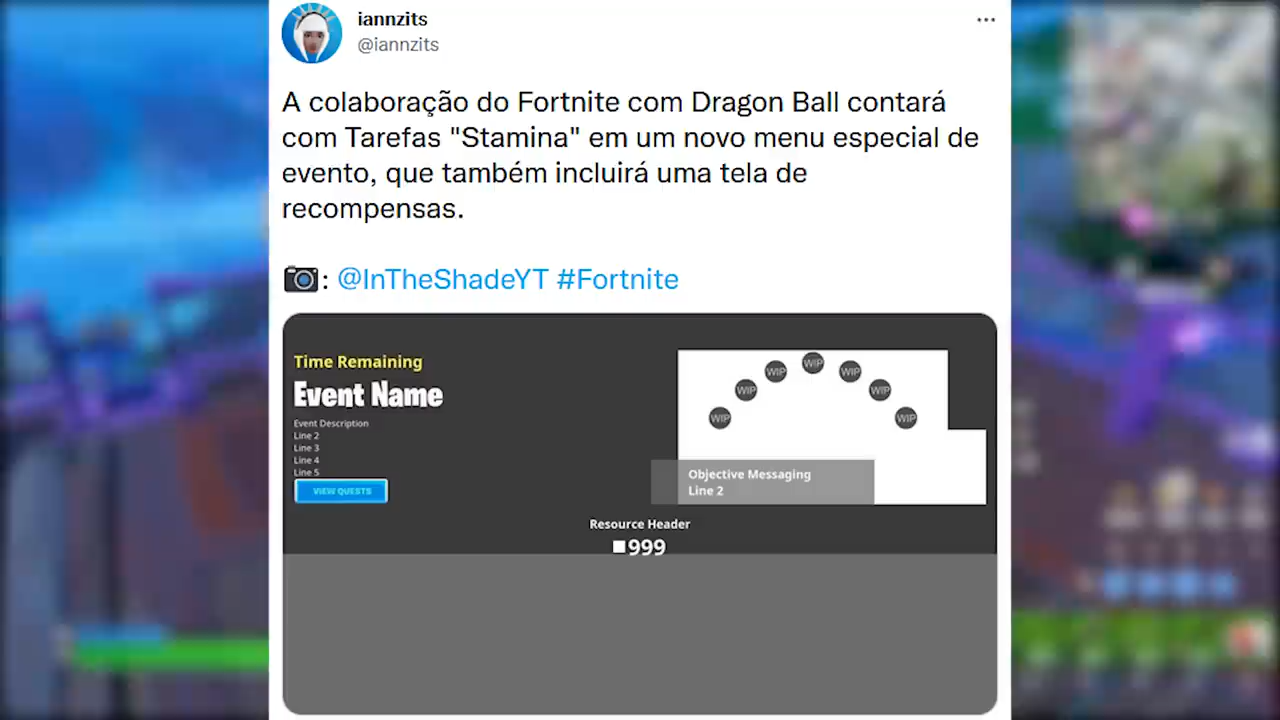 iannzits
@iannzits
A colaboração do Fortnite com Dragon Ball contará
com Tarefas "Stamina" em um novo menu especial de
evento, que também incluirá uma tela de
recompensas.
: @InTheShadeYT #Fortnite
Time Remaining
Event Name
Event Description
Line 2
Line 3
Line 4
Line 5
VIEW QUESTS
WIP
WIP
WIP
WIP
WIP
WIP
WIP
Objective Messaging
Line 2
Resource Header
999